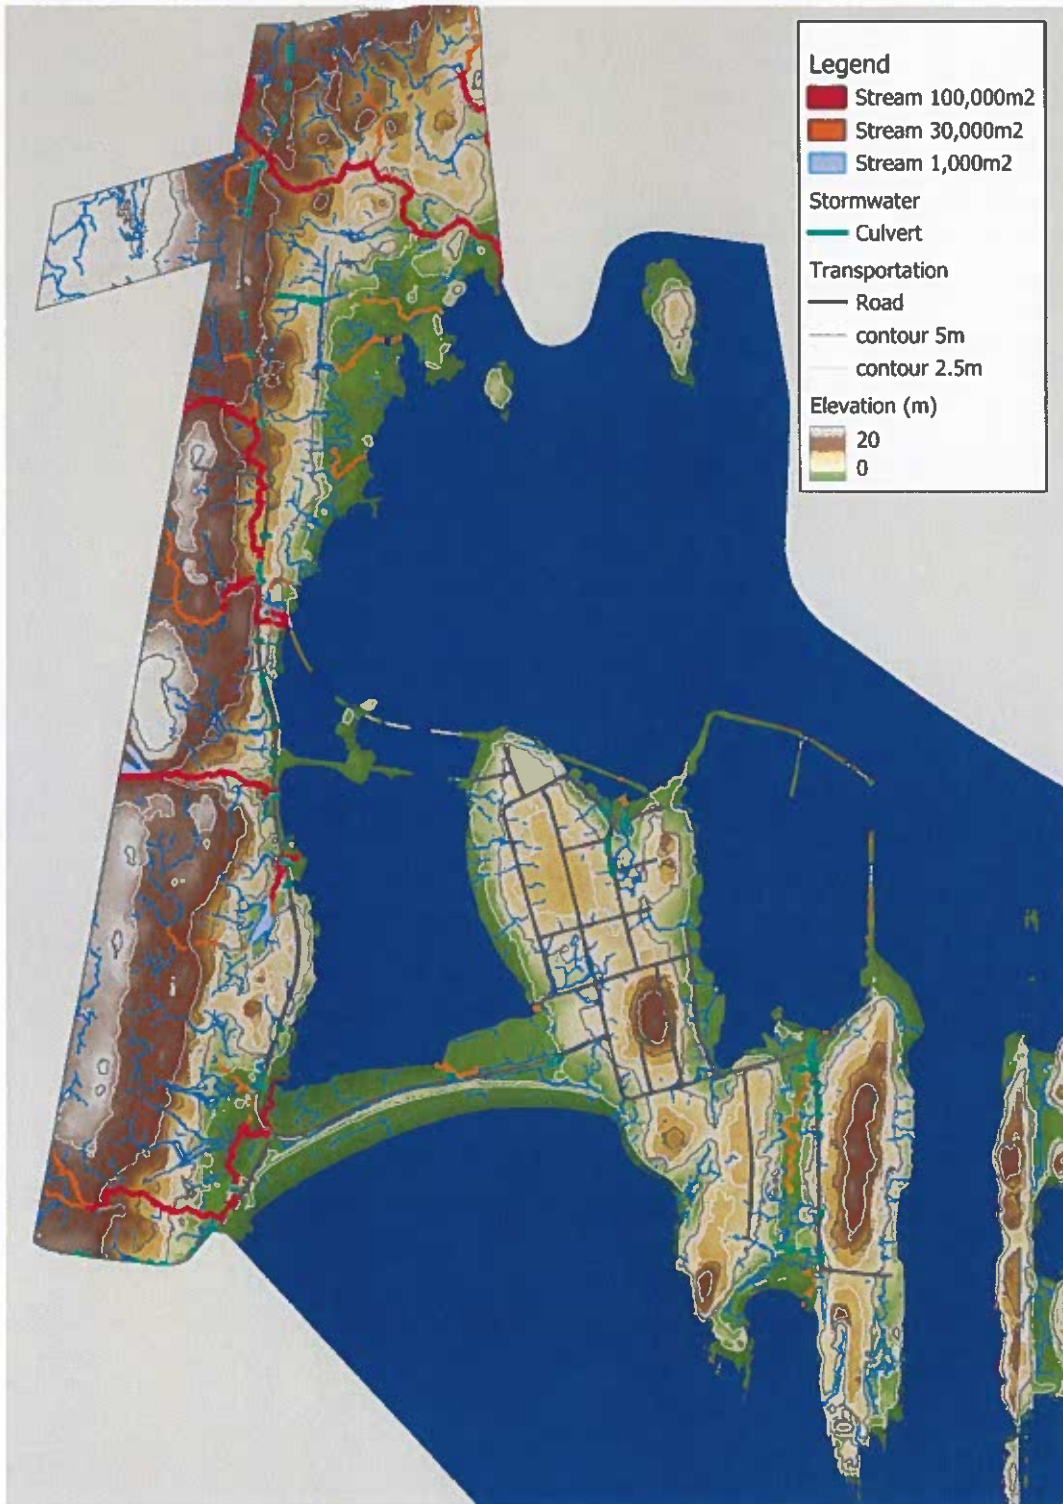 Legend
Stream 100,000m2
Stream 30,000m2
Stream 1,000m2
Stormwater
Culvert
Transportation
Road
contour 5m
contour 2.5m
Elevation (m)
20
0